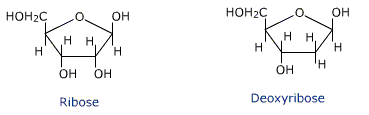 HOH₂C O OH
H H H H
OH OH
Ribose
HOH₂C O OH
H H H
OH H
Deoxyribose